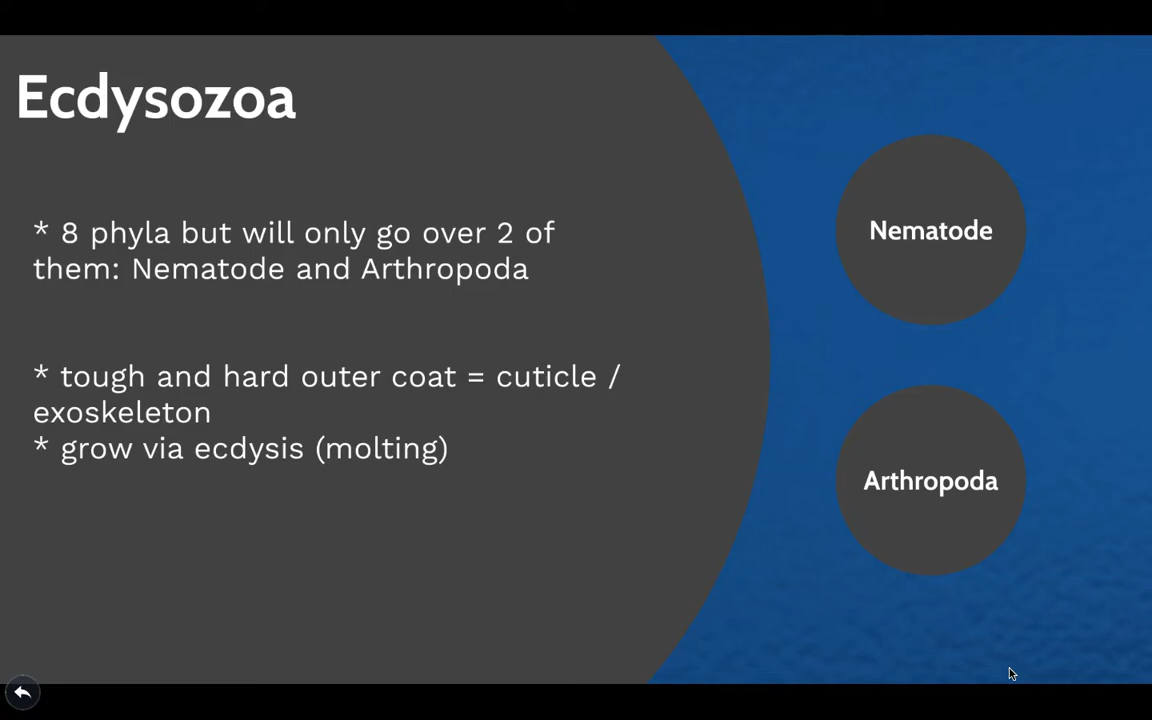 Ecdysozoa
* 8 phyla but will only go over 2 of
them: Nematode and Arthropoda
* tough and hard outer coat = cuticle /
exoskeleton
* grow via ecdysis (molting)
Nematode
Arthropoda